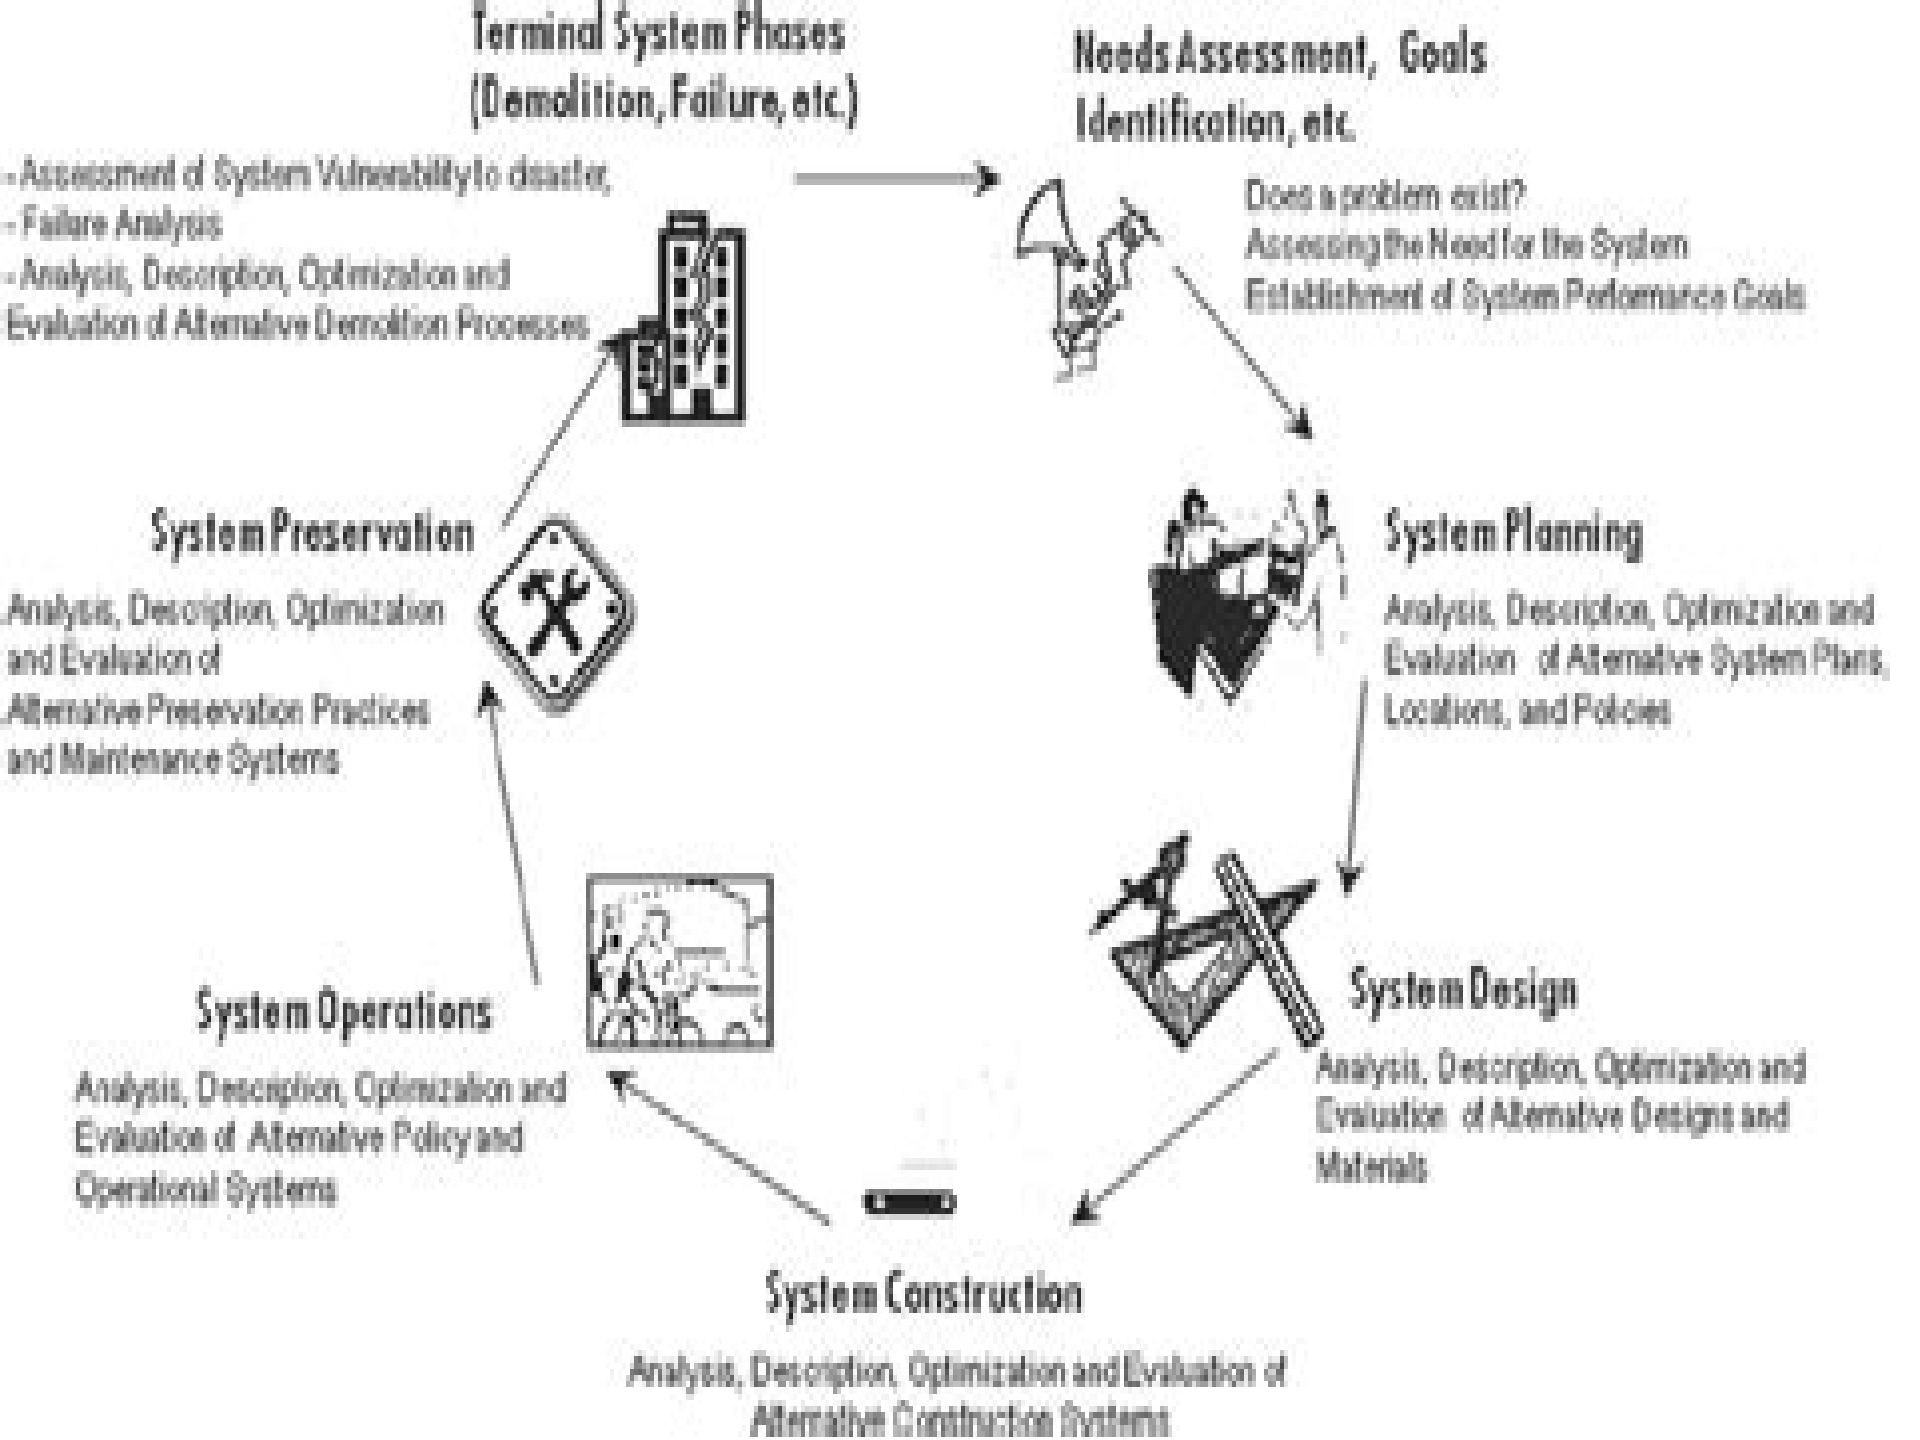 Terminal System Phases
(Demolition, Failure, etc.)
- Assessment of System Vulnerability to disaster,
- Failure Analysis
- Analysis, Description, Optimization and
Evaluation of Alternative Demolition Processes
Needs Assessment, Goals
Identification, etc.
Does a problem exist?
Assessing the Need for the System
Establishment of System Performance Goals
System Planning
Analysis, Description, Optimization and
Evaluation of Alternative System Plans,
Locations, and Policies
System Design
Analysis, Description, Optimization and
Evaluation of Alternative Designs and
Materials
System Construction
Analysis, Description, Optimization and Evaluation of
Alternative Construction Systems
System Operations
Analysis, Description, Optimization and
Evaluation of Alternative Policy and
Operational Systems
System Preservation
Analysis, Description, Optimization
and Evaluation of
Alternative Preservation Practices
and Maintenance Systems